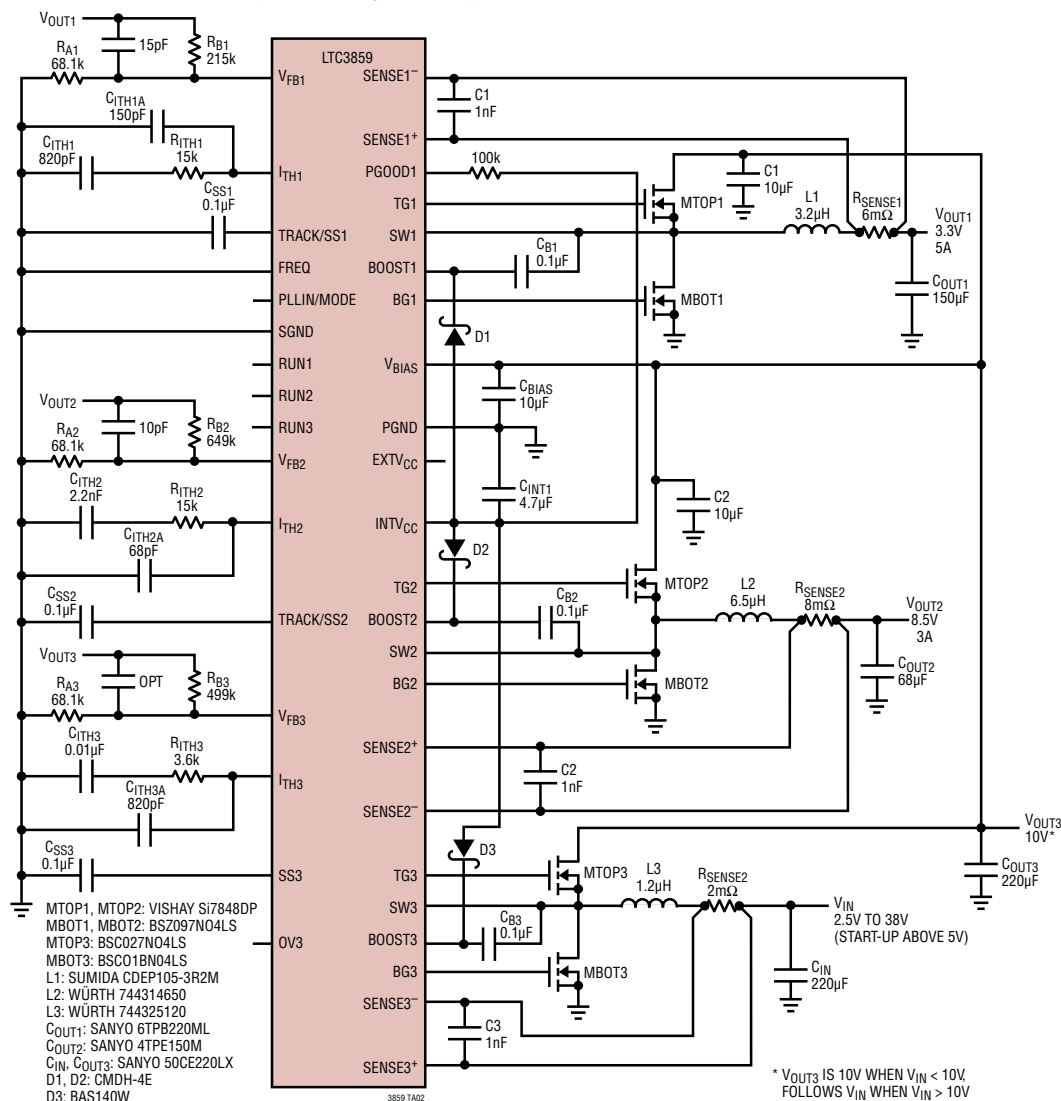 VOUT1
15pF
RB1
215k
RA1
68.1k
CITH1A
150pF
CITH1
820pF
RITH1
15k
CSS1
0.1µF
VOUT2
10pF
RB2
649k
RA2
68.1k
CITH2
2.2nF
RITH2
15k
CITH2A
68pF
CSS2
0.1µF
VOUT3
OPT
RB3
499k
RA3
68.1k
CITH3
0.01µF
RITH3
3.6k
CITH3A
820pF
CSS3
0.1µF
LTC3859
VFB1
ITH1
TRACK/SS1
FREQ
PLLIN/MODE
SGND
RUN1
RUN2
RUN3
VFB2
ITH2
TRACK/SS2
VFB3
ITH3
SS3
OV3
SENSE1–
SENSE1+
PGOOD1
TG1
SW1
BOOST1
BG1
VBIAS
PGND
EXTVCC
INTVCC
TG2
BOOST2
SW2
BG2
SENSE2+
SENSE2–
TG3
SW3
BOOST3
BG3
SENSE3–
SENSE3+
C1
1nF
100k
C1
10µF
MTOP1
L1
3.2µH
RSENSE1
6mΩ
VOUT1
3.3V
5A
CB1
0.1µF
MBOT1
COUT1
150µF
D1
CBIAS
10µF
CINT1
4.7µF
C2
10µF
D2
MTOP2
L2
6.5µH
RSENSE2
8mΩ
VOUT2
8.5V
3A
CB2
0.1µF
MBOT2
COUT2
68µF
C2
1nF
VOUT3
10V*
COUT3
220µF
D3
MTOP3
L3
1.2µH
RSENSE2
2mΩ
VIN
2.5V TO 38V
(START-UP ABOVE 5V)
CB3
0.1µF
MBOT3
CIN
220µF
C3
1nF
MTOP1, MTOP2: VISHAY Si7848DP
MBOT1, MBOT2: BSZ097NO4LS
MTOP3: BSC027NO4LS
MBOT3: BSCO1BN04LS
L1: SUMIDA CDEP105-3R2M
L2: WÜRTH 744314650
L3: WÜRTH 744325120
COUT1: SANYO 6TPB220ML
COUT2: SANYO 4TPE150M
CIN, COUT3: SANYO 50CE220LX
D1, D2: CMDH-4E
D3: BAS140W
3859 TA02
* VOUT3 IS 10V WHEN VIN < 10V,
FOLLOWS VIN WHEN VIN > 10V